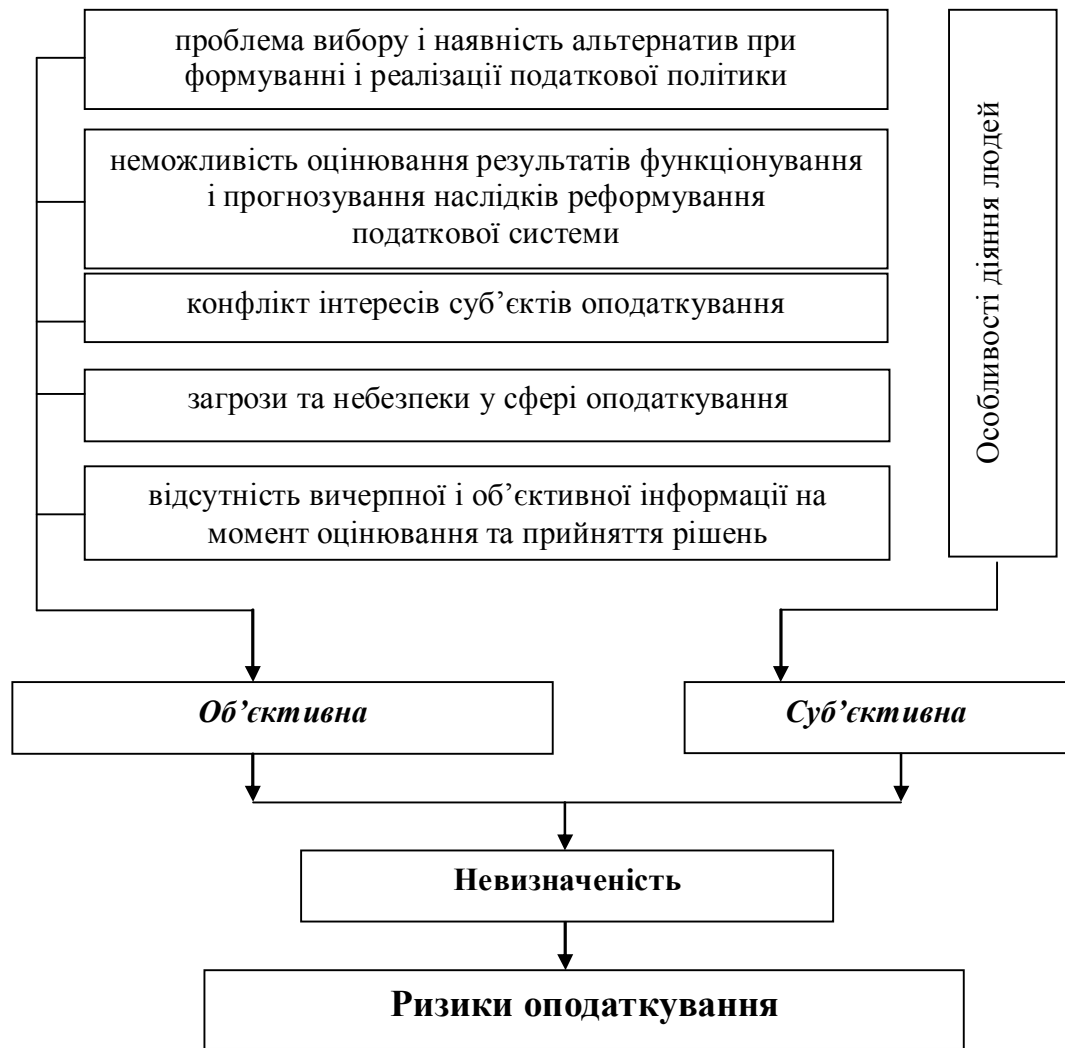 проблема вибору і наявність альтернатив при
формуванні і реалізації податкової політики
неможливість оцінювання результатів функціонування
і прогнозування наслідків реформування
податкової системи
конфлікт інтересів суб’єктів оподаткування
загрози та небезпеки у сфері оподаткування
відсутність вичерпної і об’єктивної інформації на
момент оцінювання та прийняття рішень
Особливості діяння людей
Об’єктивна
Суб’єктивна
Невизначеність
Ризики оподаткування